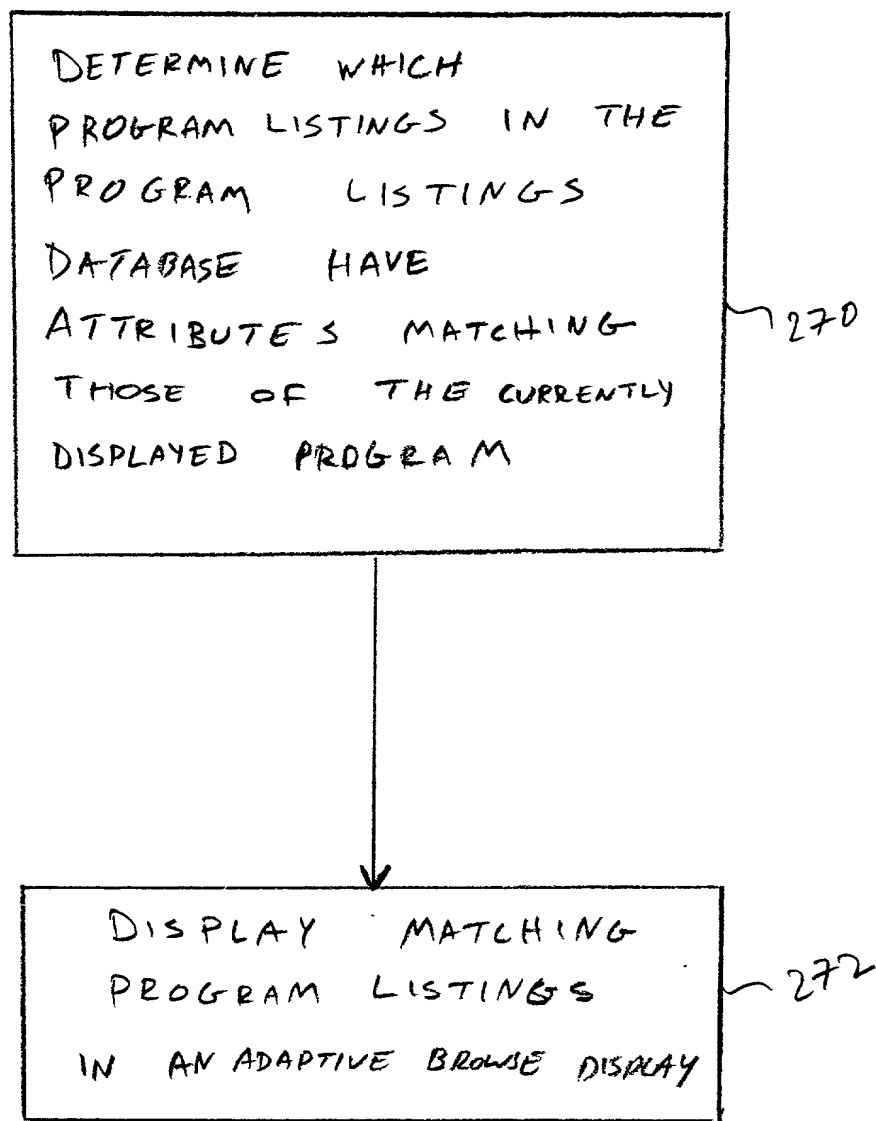 DETERMINE WHICH
PROGRAM LISTINGS IN THE
PROGRAM LISTINGS
DATABASE HAVE
ATTRIBUTES MATCHING
THOSE OF THE CURRENTLY
DISPLAYED PROGRAM
270
DISPLAY MATCHING
PROGRAM LISTINGS
IN AN ADAPTIVE BROWSE DISPLAY
272